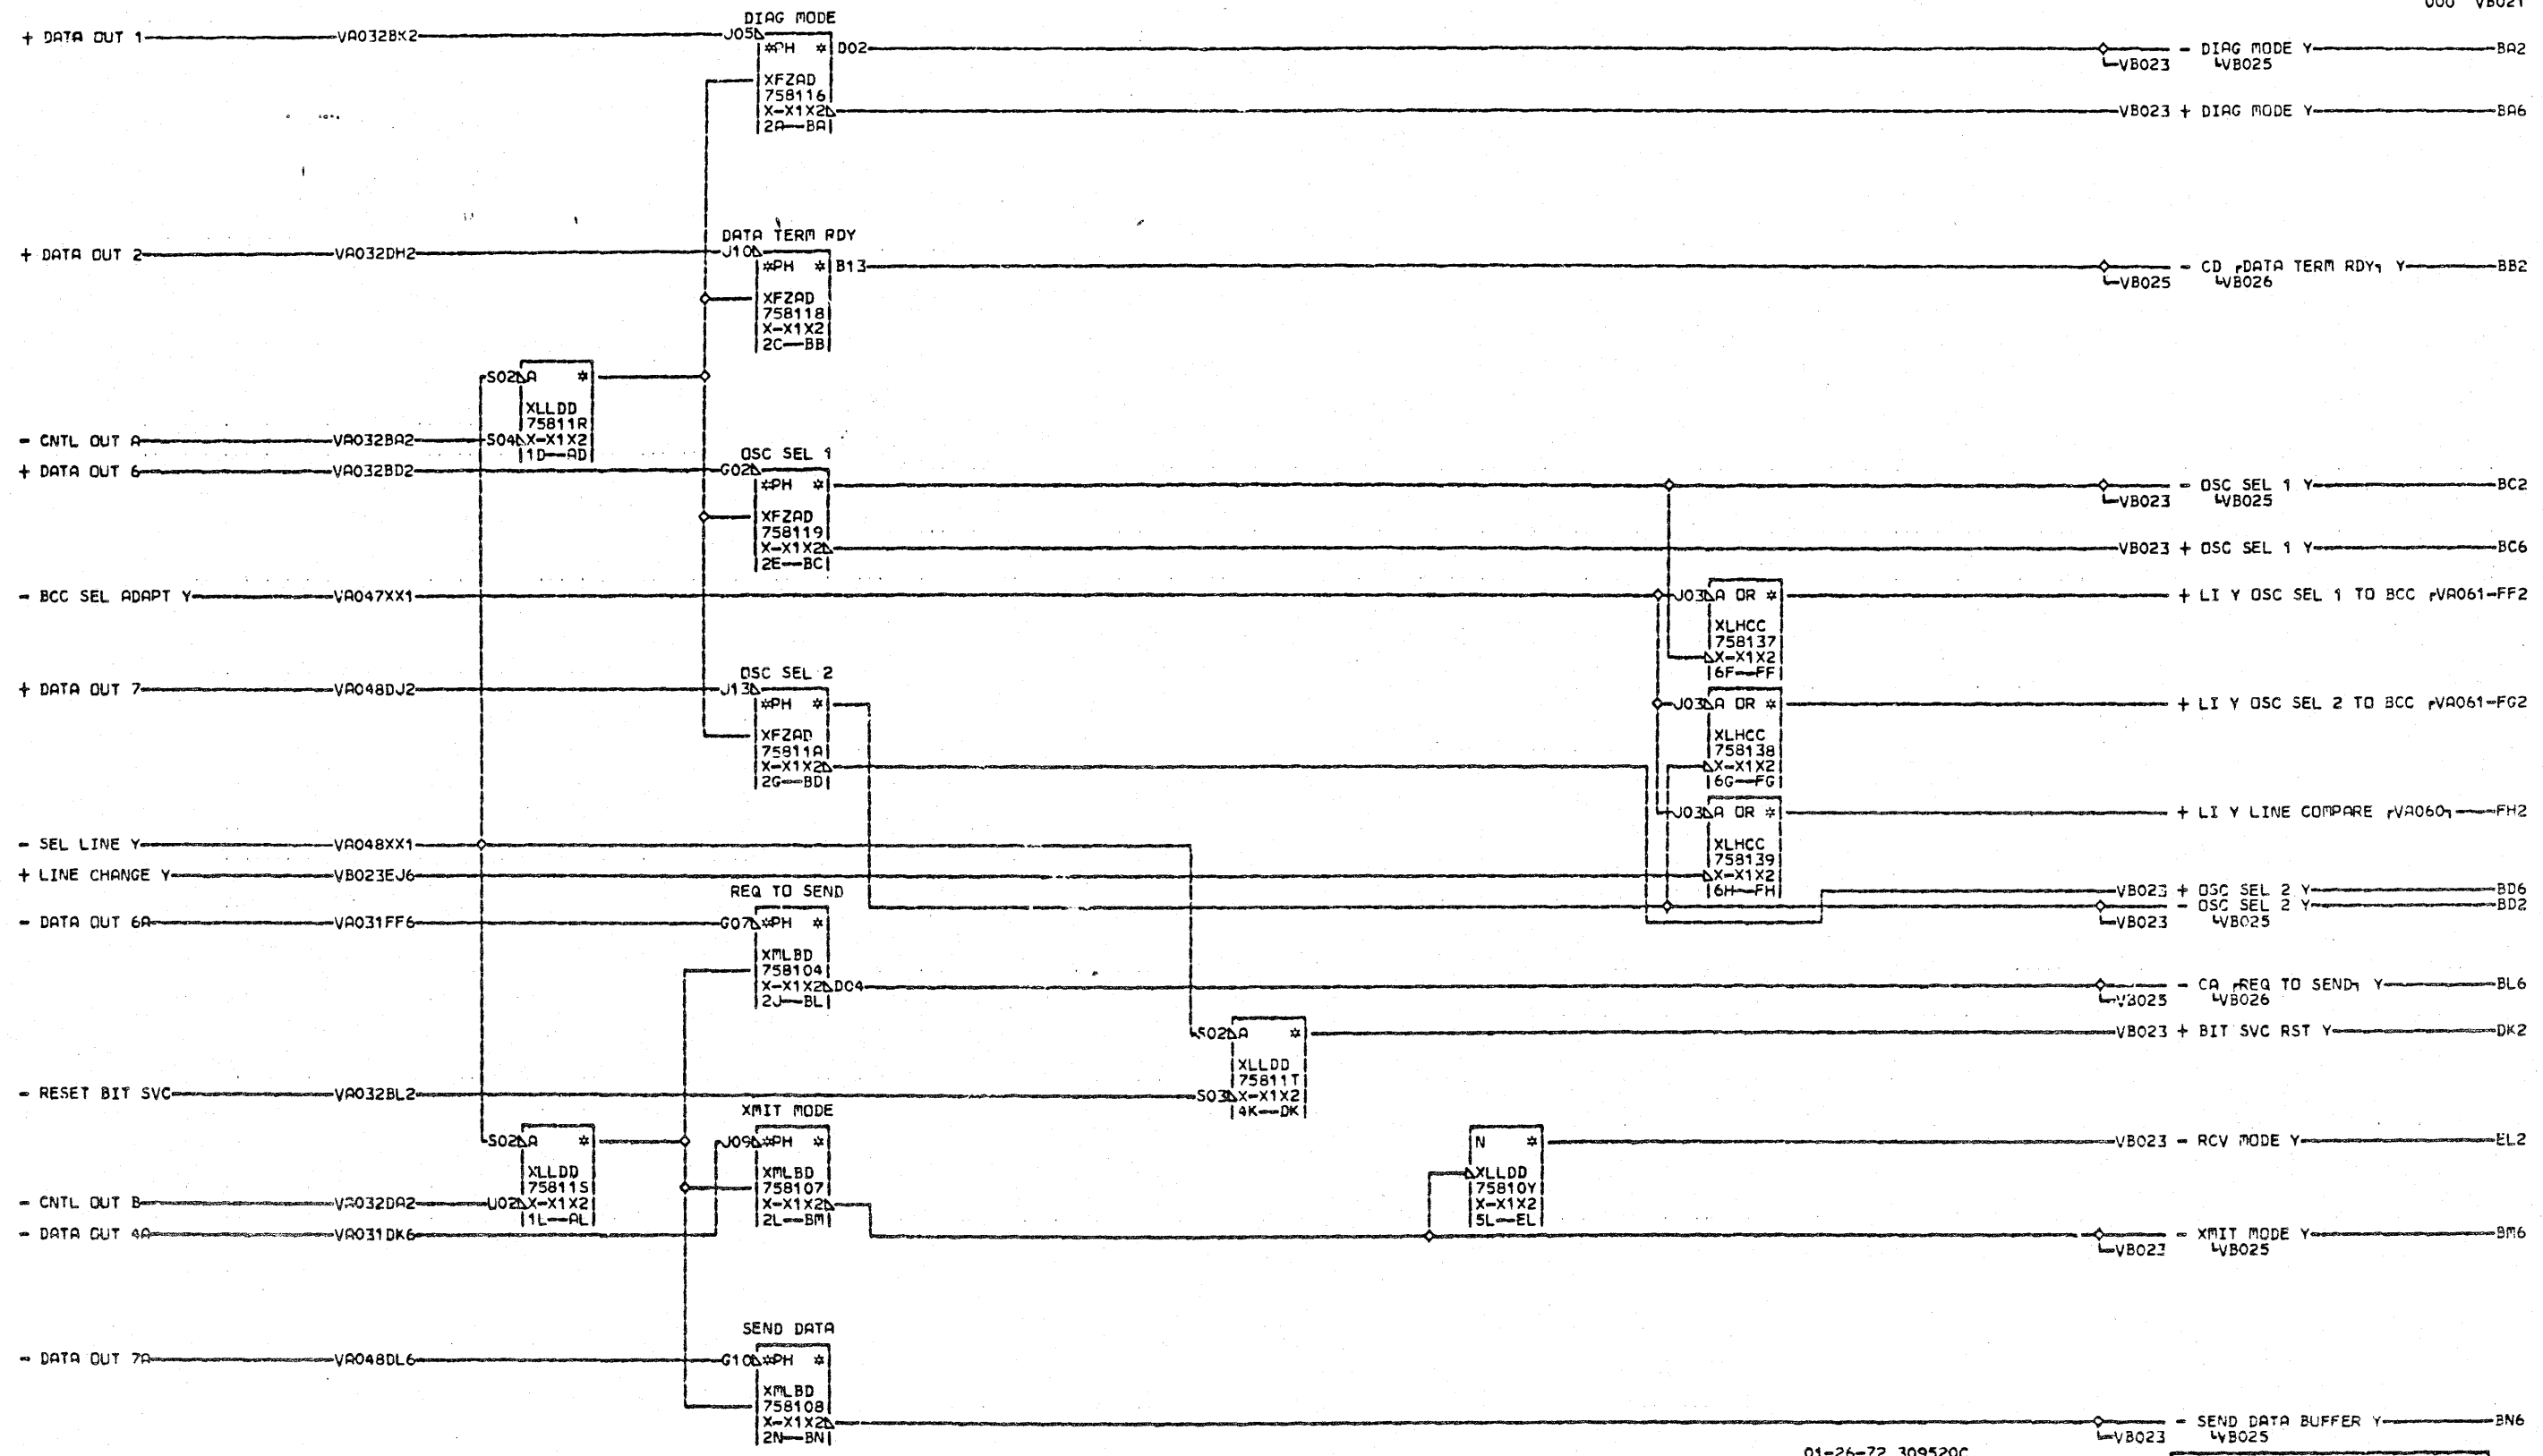 000 VB021
DIAG MODE
+ DATA OUT 1 VA032BK2 J05 *PH * D02 - DIAG MODE Y BA2
VB023 VB025
XFZAD
758116
X-X1X2 VB023 + DIAG MODE Y BA6
2A BA
DATA TERM RDY
+ DATA OUT 2 VA032DH2 J10 *PH * B13 - CD DATA TERM RDY Y BB2
VB025 VB026
XFZAD
758118
X-X1X2
2C BB
S02 A *
XLLDD
75811R
- CNTL OUT A VA032BA2 S04 X-X1X2
1D AD
OSC SEL 1
+ DATA OUT 6 VA032BD2 G02 *PH * - OSC SEL 1 Y BC2
VB023 VB025
XFZAD
758119
X-X1X2 VB023 + OSC SEL 1 Y BC6
2E BC
- BCC SEL ADAPT Y VA047XX1 J03 A OR * + LI Y OSC SEL 1 TO BCC VA061-FF2
XLHCC
758137
X-X1X2
6F FF
OSC SEL 2
+ DATA OUT 7 VA048DJ2 J13 *PH * J03 A OR * + LI Y OSC SEL 2 TO BCC VA061-FG2
XFZAD XLHCC
75811A 758138
X-X1X2 X-X1X2
2G BD 6G FG
J03 A OR * + LI Y LINE COMPARE VA060 FH2
- SEL LINE Y VA048XX1 XLHCC
758139
+ LINE CHANGE Y VB023EJ6 X-X1X2
6H FH
VB023 + OSC SEL 2 Y BD6
- OSC SEL 2 Y BD2
VB023 VB025
REQ TO SEND
- DATA OUT 6A VA031FF6 G07 *PH *
XMLBD
758104
X-X1X2 D04 - CA REQ TO SEND Y BL6
2J BL VB025 VB026
S02 A * VB023 + BIT SVC RST Y DK2
XLLDD
75811T
- RESET BIT SVC VA032BL2 S03 X-X1X2
4K DK
XMIT MODE
S02 A * J09 *PH * N * VB023 - RCV MODE Y EL2
XLLDD XMLBD XLLDD
75811S 758107 75810Y
- CNTL OUT B VA032DA2 U02 X-X1X2 X-X1X2 X-X1X2
1L AL 2L BM 5L EL
- DATA OUT 4A VA031DK6 - XMIT MODE Y BM6
VB023 VB025
SEND DATA
- DATA OUT 7A VA048DL6 G10 *PH *
XMLBD
758108
X-X1X2 - SEND DATA BUFFER Y BN6
2N BN VB023 VB025
01-26-72 309520C